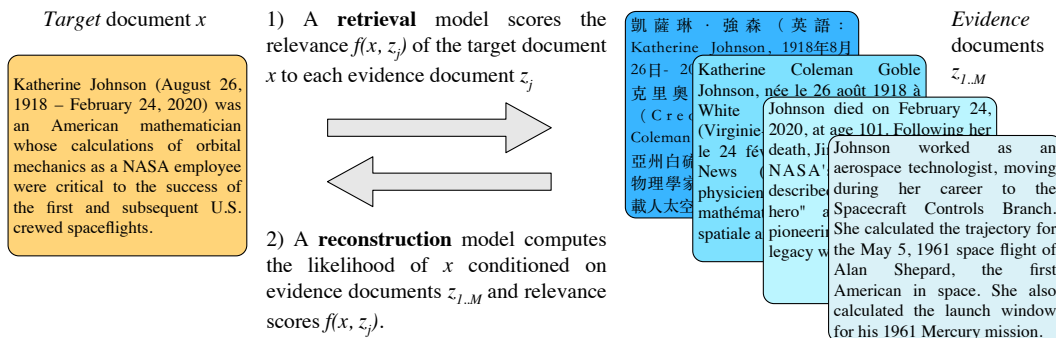 Target document x
Katherine Johnson (August 26,
1918 – February 24, 2020) was
an American mathematician
whose calculations of orbital
mechanics as a NASA employee
were critical to the success of
the first and subsequent U.S.
crewed spaceflights.
1) A retrieval model scores the
relevance f(x, z_j) of the target document
x to each evidence document z_j
2) A reconstruction model computes
the likelihood of x conditioned on
evidence documents z_1..M and relevance
scores f(x, z_j).
凱薩琳·強森（英語：
Katherine Johnson, 1918年8月
26日- 20
克里奧
（Creo
Coleman
亞州白
物理學家
載人太空
Katherine Coleman Goble
Johnson, née le 26 août 1918 à
White
(Virginie-
le 24 fév
News (
physicien
mathémat
spatiale a
Johnson died on February 24,
2020, at age 101. Following her
death, Jin
NASA'
described
hero" a
pioneerin
legacy w
Johnson worked as an
aerospace technologist, moving
during her career to the
Spacecraft Controls Branch.
She calculated the trajectory for
the May 5, 1961 space flight of
Alan Shepard, the first
American in space. She also
calculated the launch window
for his 1961 Mercury mission.
Evidence
documents
z_1..M